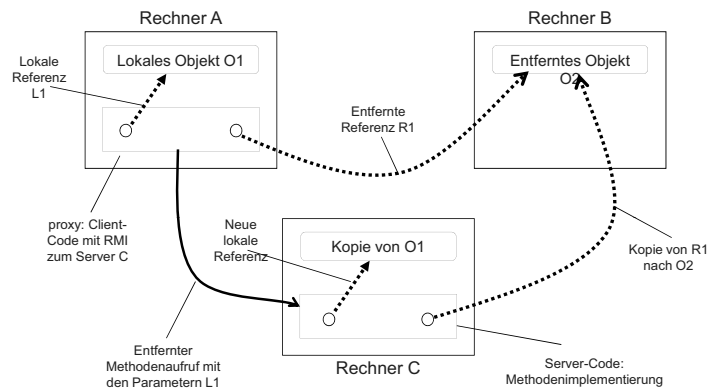 Rechner A
Rechner B
Lokale
Referenz
L1
Lokales Objekt O1
Entferntes Objekt
O2
Entfernte
Referenz R1
proxy: Client-
Code mit RMI
zum Server C
Neue
lokale
Referenz
Kopie von O1
Kopie von R1
nach O2
Entfernter
Methodenaufruf mit
den Parametern L1
Rechner C
Server-Code:
Methodenimplementierung